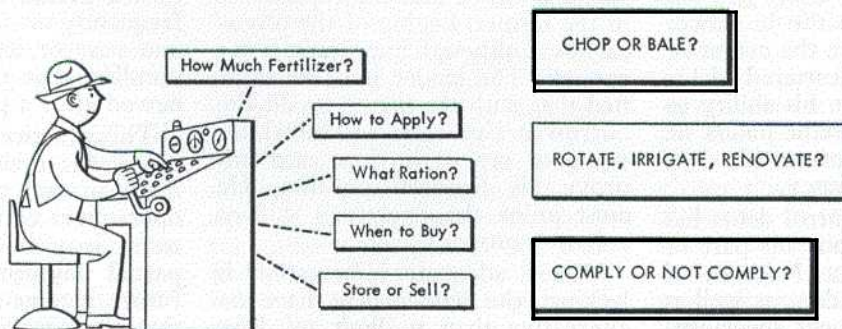 How Much Fertilizer?
How to Apply?
What Ration?
When to Buy?
Store or Sell?
CHOP OR BALE?
ROTATE, IRRIGATE, RENOVATE?
COMPLY OR NOT COMPLY?